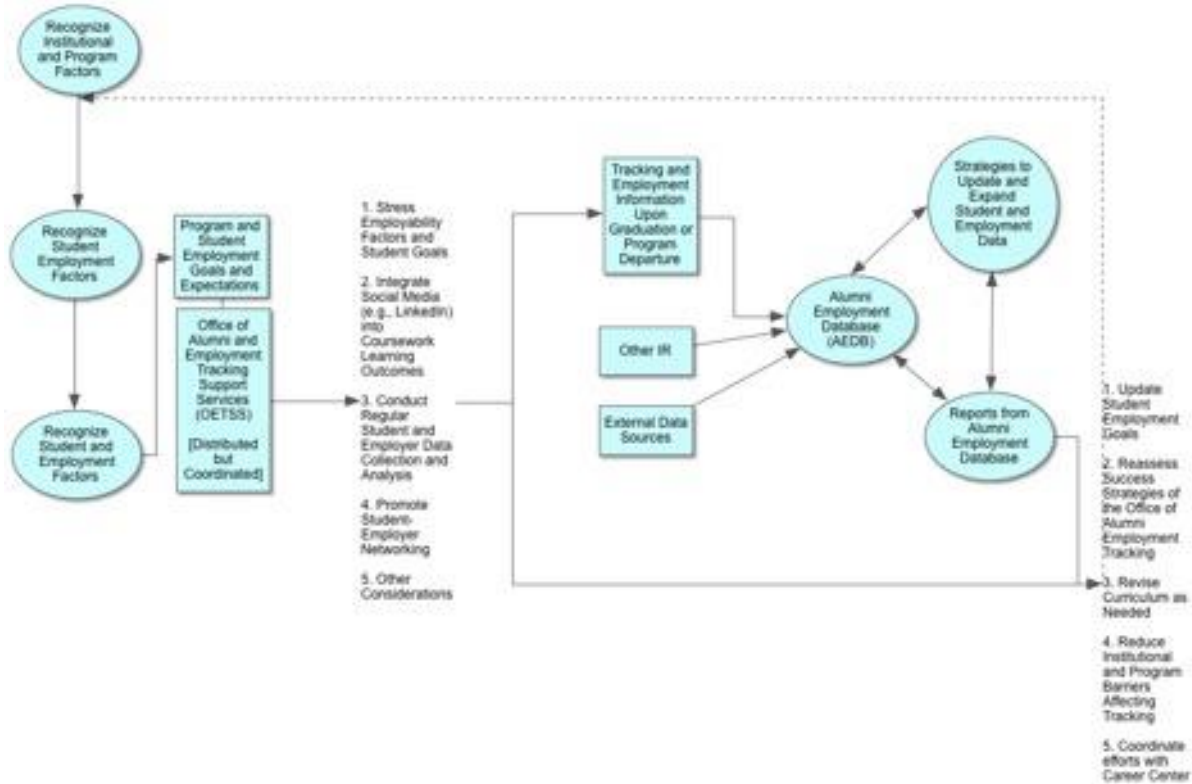 Recognize
Institutional
and Program
Factors
Recognize
Student
Employment
Factors
Recognize
Student and
Employment
Factors
Program and
Student
Employment
Goals and
Expectations
Office of
Alumni and
Employment
Tracking
Support
Services
(OETSS)
[Distributed
but
Coordinated]
1. Stress
Employability
Factors and
Student Goals
2. Integrate
Social Media
(e.g., LinkedIn)
into
Coursework
Learning
Outcomes
3. Conduct
Regular
Student and
Employer Data
Collection and
Analysis
4. Promote
Student-
Employer
Networking
5. Other
Considerations
Tracking and
Employment
Information
Upon
Graduation or
Program
Departure
Other IR
External Data
Sources
Alumni
Employment
Database
(AEDB)
Strategies to
Update and
Expand
Student and
Employment
Data
Reports from
Alumni
Employment
Database
1. Update
Student
Employment
Goals
2. Reassess
Success
Strategies of
the Office of
Alumni
Employment
Tracking
3. Revise
Curriculum as
Needed
4. Reduce
Institutional
and Program
Barriers
Affecting
Tracking
5. Coordinate
efforts with
Career Center